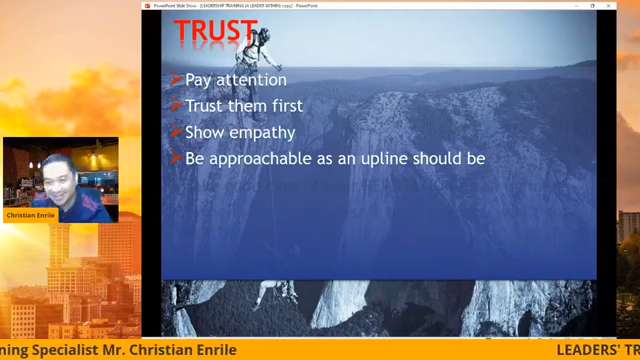 PowerPoint Slide Show - [LEADERSHIP TRAINING (A LEADER WITHIN) copy] - PowerPoint
TRUST
Pay attention
Trust them first
Show empathy
Be approachable as an upline should be
Christian Enrile
ning Specialist Mr. Christian Enrile
LEADERS' TR